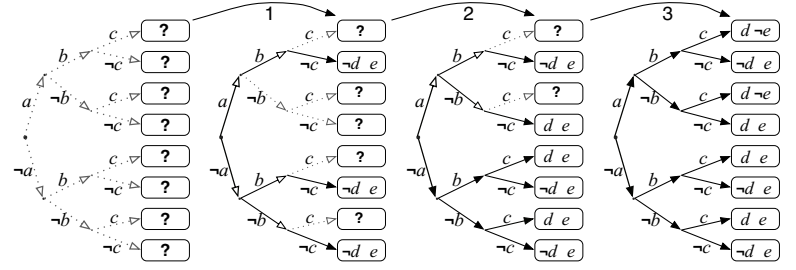 1 2 3
c ? c ? c ? c d ¬e
b ¬c ? b ¬c ¬d e b ¬c ¬d e b ¬c ¬d e
a ¬b c ? a ¬b c ? a ¬b c ? a ¬b c d ¬e
¬c ? ¬c ? ¬c d e ¬c d e
¬a b c ? ¬a b c ? ¬a b c d e ¬a b c d e
¬c ? ¬c ¬d e ¬c ¬d e ¬c ¬d e
¬b c ? ¬b c ? ¬b c d e ¬b c d e
¬c ? ¬c ¬d e ¬c ¬d e ¬c ¬d e